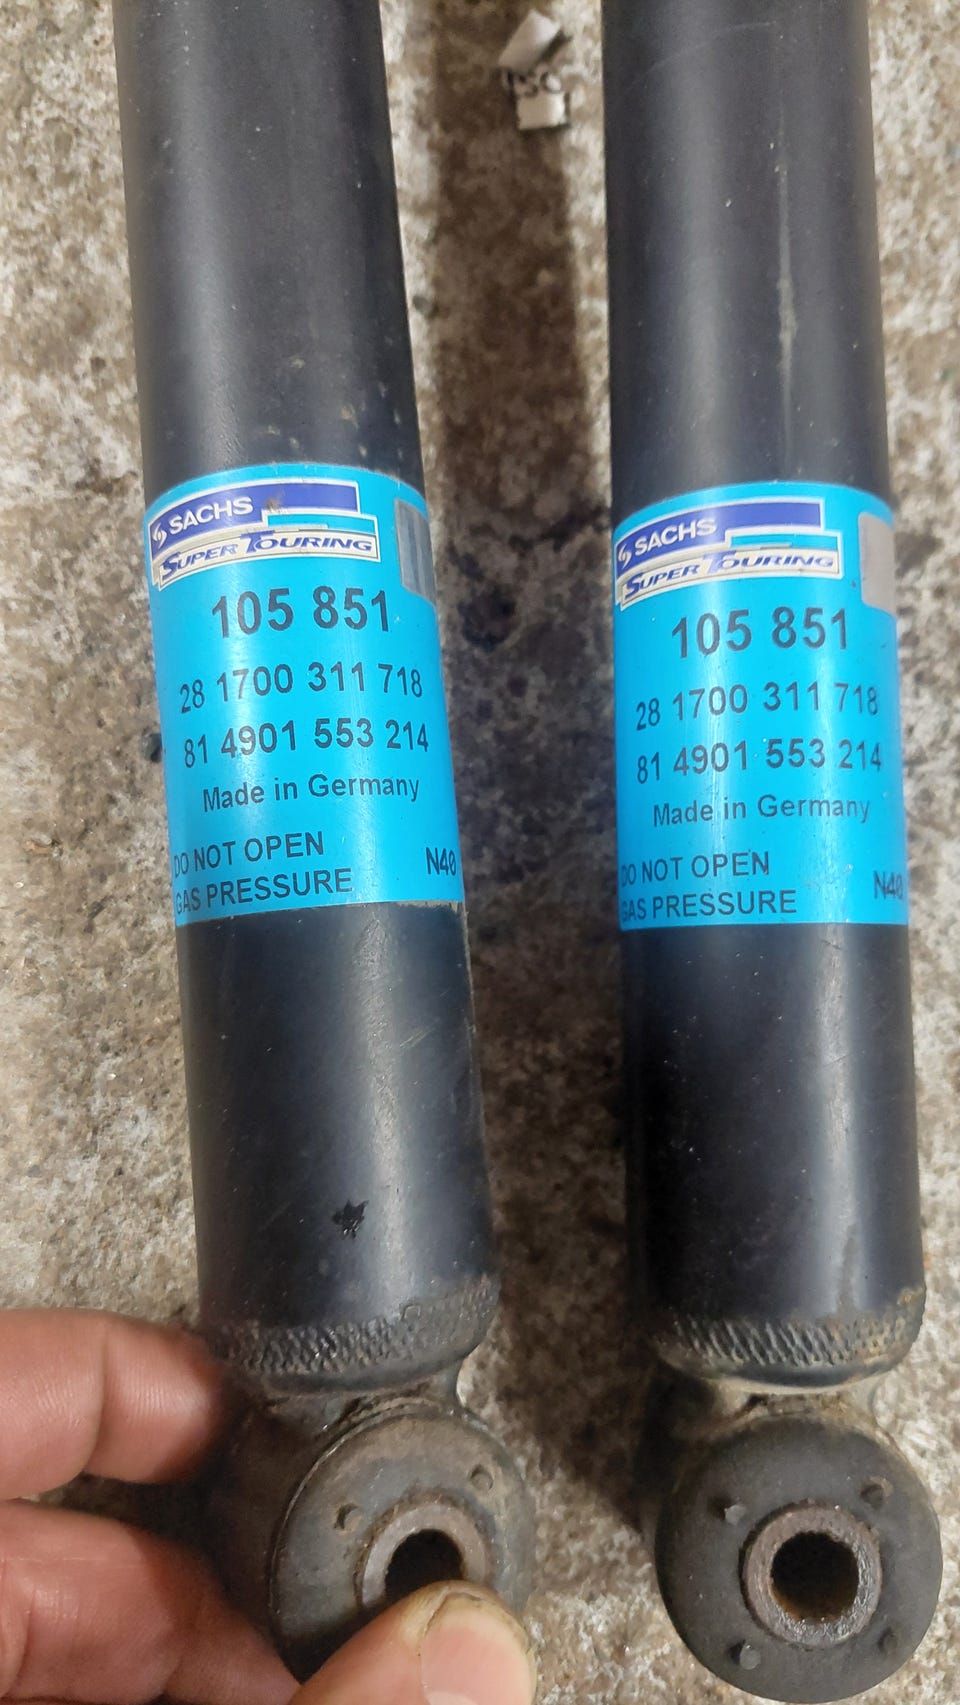 SACHS
SUPER TOURING
105 851
28 1700 311 718
81 4901 553 214
Made in Germany
DO NOT OPEN
GAS PRESSURE
N40
SACHS
SUPER TOURING
105 851
28 1700 311 718
81 4901 553 214
Made in Germany
DO NOT OPEN
GAS PRESSURE
N40